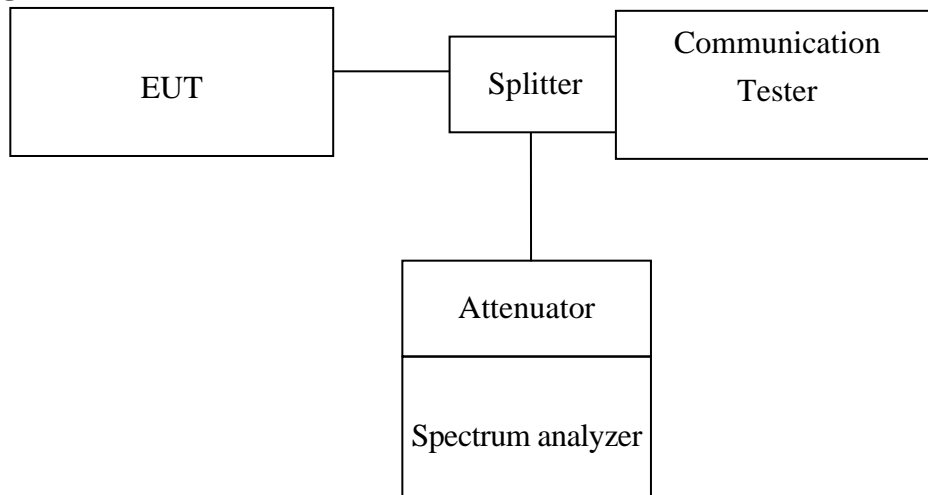 EUT
Splitter
Communication
Tester
Attenuator
Spectrum analyzer